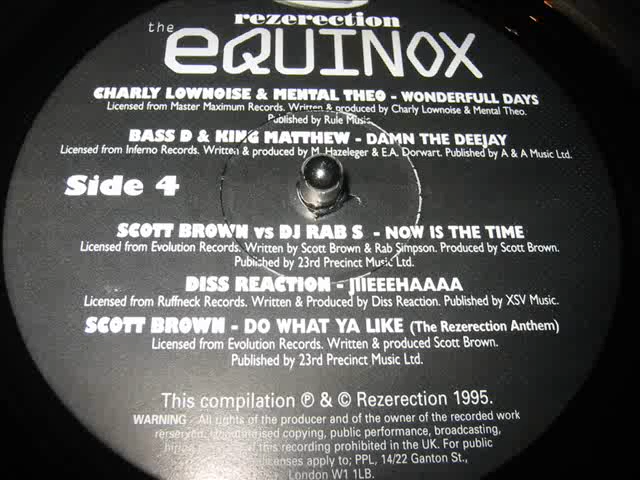 rezerection
the eQUINOX
CHARLY LOWNOISE & MENTAL THEO - WONDERFULL DAYS
Licensed from Master Maximum Records. Written & produced by Charly Lownoise & Mental Theo.
Published by Rule Music.
BASS D & KING MATTHEW - DAMN THE DEEJAY
Licensed from Inferno Records. Written & produced by M. Hazeleger & E.A. Dorwart. Published by A & A Music Ltd.
Side 4
SCOTT BROWN vs DJ RAB S - NOW IS THE TIME
Licensed from Evolution Records. Written by Scott Brown & Rab Simpson. Produced by Scott Brown.
Published by 23rd Precinct Music Ltd.
DISS REACTION - JIIEEEHAAAA
Licensed from Ruffneck Records. Written & Produced by Diss Reaction. Published by XSV Music.
SCOTT BROWN - DO WHAT YA LIKE (The Rezerection Anthem)
Licensed from Evolution Records. Written & produced Scott Brown.
Published by 23rd Precinct Music Ltd.
This compilation ℗ & © Rezerection 1995.
WARNING - All rights of the producer and of the owner of the recorded work
rerserved. Unauthorised copying, public performance, broadcasting,
of this recording prohibited in the UK. For public
licenses apply to; PPL, 14/22 Ganton St.,
London W1 1LB.